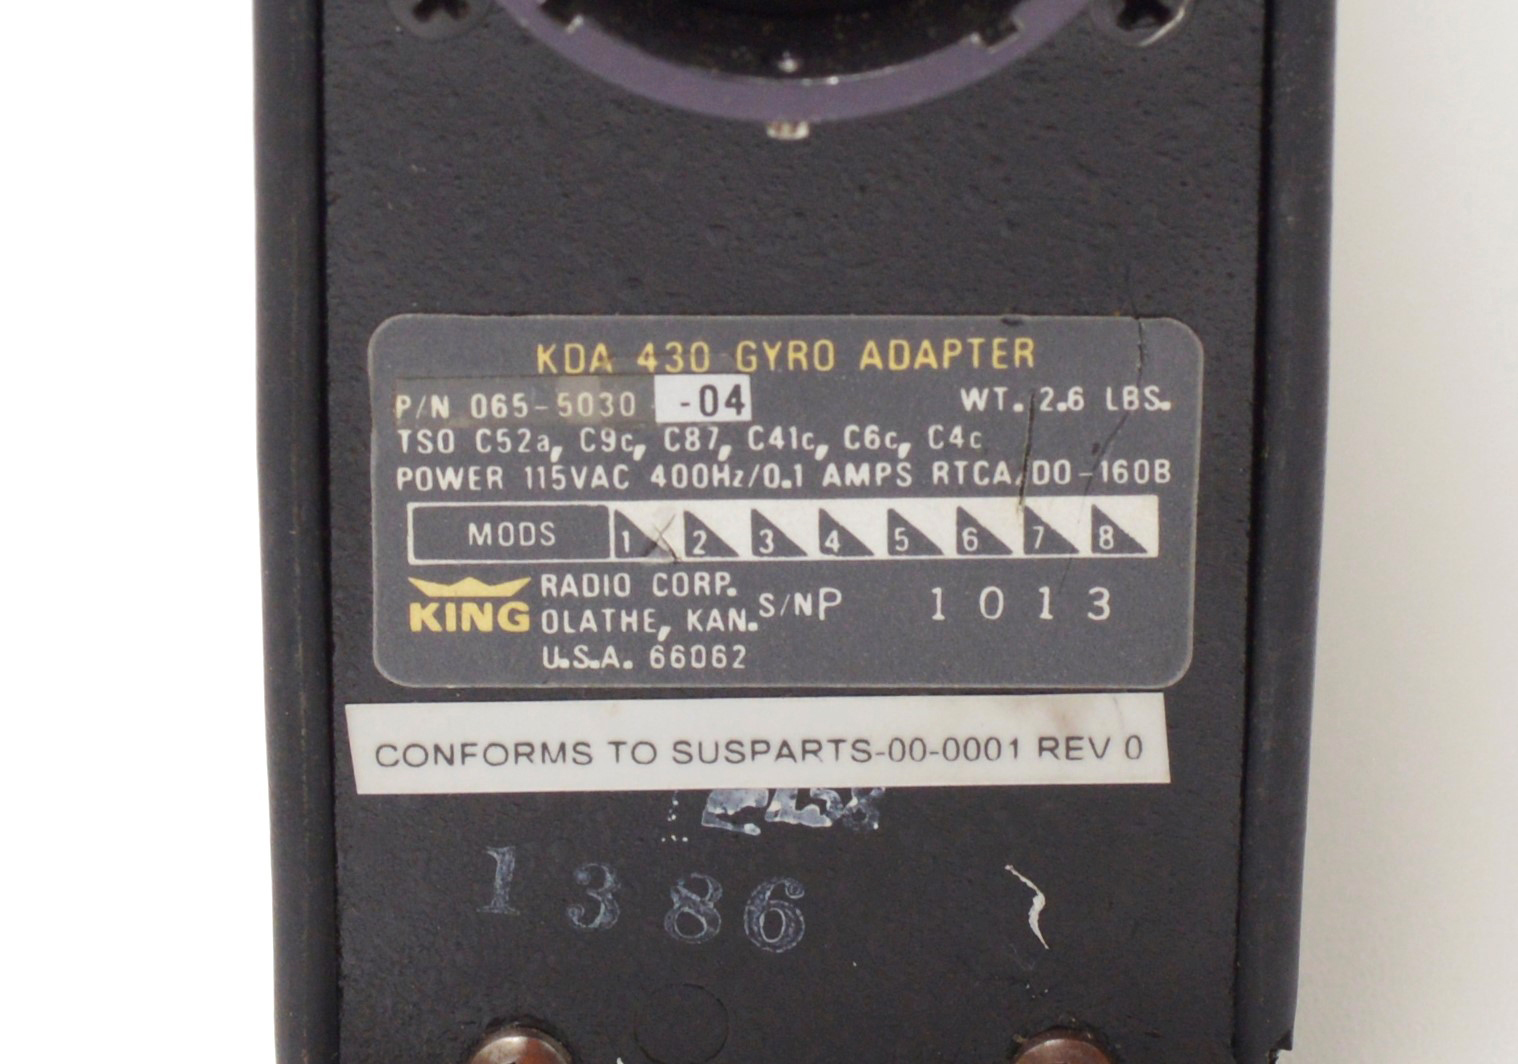 KDA 430 GYRO ADAPTER
P/N 065-5030 -04 WT. 2.6 LBS.
TSO C52a, C9c, C87, C41c, C6c, C4c
POWER 115VAC 400Hz/0.1 AMPS RTCA/DO-160B
MODS 1 2 3 4 5 6 7 8
KING RADIO CORP.
OLATHE, KAN. S/N P 1013
U.S.A. 66062
CONFORMS TO SUSPARTS-00-0001 REV 0
1386